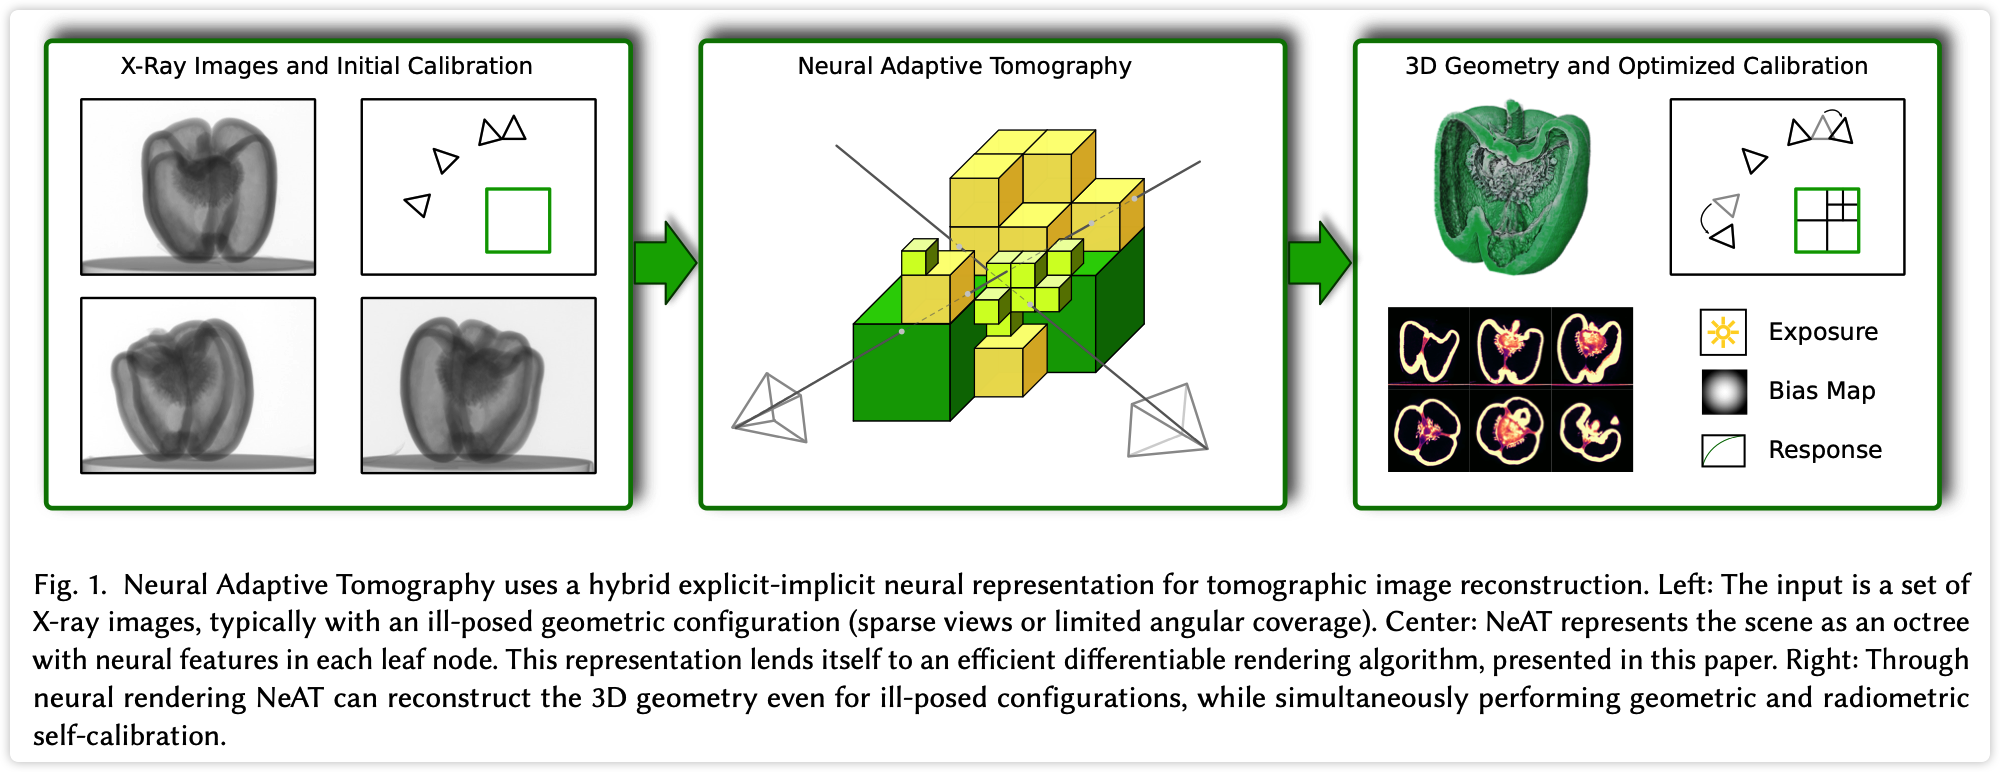 X-Ray Images and Initial Calibration
Neural Adaptive Tomography
3D Geometry and Optimized Calibration
Exposure
Bias Map
Response
Fig. 1. Neural Adaptive Tomography uses a hybrid explicit-implicit neural representation for tomographic image reconstruction. Left: The input is a set of
X-ray images, typically with an ill-posed geometric configuration (sparse views or limited angular coverage). Center: NeAT represents the scene as an octree
with neural features in each leaf node. This representation lends itself to an efficient differentiable rendering algorithm, presented in this paper. Right: Through
neural rendering NeAT can reconstruct the 3D geometry even for ill-posed configurations, while simultaneously performing geometric and radiometric
self-calibration.